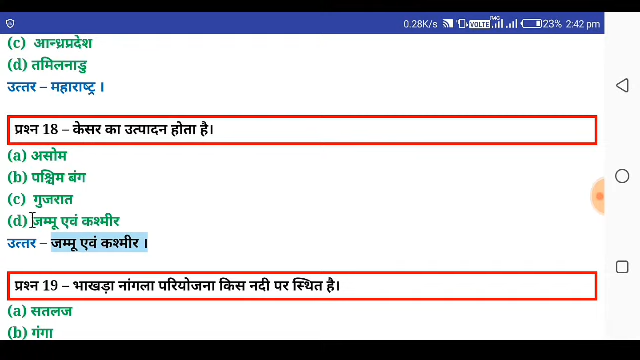 0.28K/s VOLTE 23% 2:42 pm
(c) आन्ध्रप्रदेश
(d) तमिलनाडु
उत्तर – महाराष्ट्र ।
प्रश्न 18 – केसर का उत्पादन होता है।
(a) असोम
(b) पश्चिम बंग
(c) गुजरात
(d) जम्मू एवं कश्मीर
उत्तर – जम्मू एवं कश्मीर ।
प्रश्न 19 – भाखड़ा नांगला परियोजना किस नदी पर स्थित है।
(a) सतलज
(b) गंगा